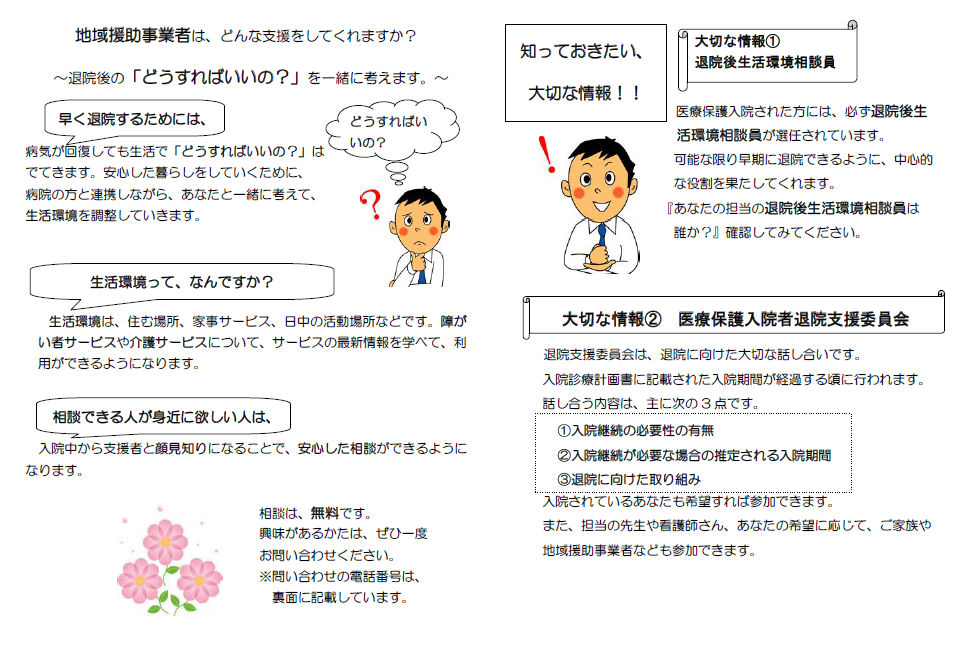 地域援助事業者は、どんな支援をしてくれますか？
～退院後の「どうすればいいの？」を一緒に考えます。～
早く退院するためには、
どうすればい
いの？
病気が回復しても生活で「どうすればいいの？」は
でてきます。安心した暮らしをしていくために、
病院の方と連携しながら、あなたと一緒に考えて、
生活環境を調整していきます。
?
生活環境って、なんですか？
生活環境は、住む場所、家事サービス、日中の活動場所などです。障が
い者サービスや介護サービスについて、サービスの最新情報を学べて、利
用ができるようになります。
相談できる人が身近に欲しい人は、
入院中から支援者と顔見知りになることで、安心した相談ができるように
なります。
相談は、無料です。
興味があるかたは、ぜひ一度
お問い合わせください。
※問い合わせの電話番号は、
裏面に記載しています。
知っておきたい、
大切な情報！！
!
大切な情報①
退院後生活環境相談員
医療保護入院された方には、必ず退院後生
活環境相談員が選任されています。
可能な限り早期に退院できるように、中心的
な役割を果たしてくれます。
『あなたの担当の退院後生活環境相談員は
誰か？』確認してみてください。
大切な情報②　医療保護入院者退院支援委員会
退院支援委員会は、退院に向けた大切な話し合いです。
入院診療計画書に記載された入院期間が経過する頃に行われます。
話し合う内容は、主に次の３点です。
①入院継続の必要性の有無
②入院継続が必要な場合の推定される入院期間
③退院に向けた取り組み
入院されているあなたも希望すれば参加できます。
また、担当の先生や看護師さん、あなたの希望に応じて、ご家族や
地域援助事業者なども参加できます。